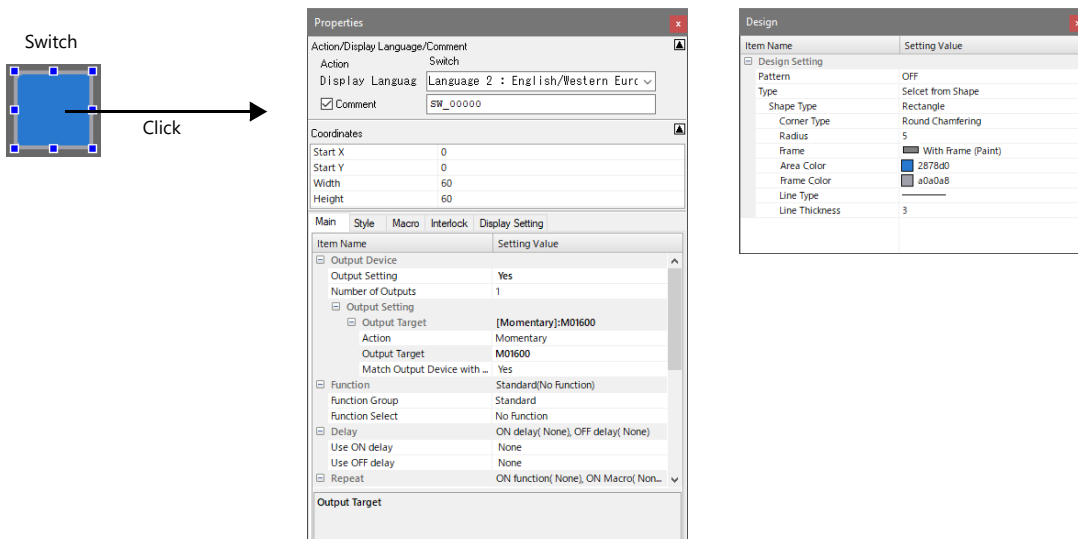 Switch
Click
Properties
x
Action/Display Language/Comment
Action Switch
Display Languag Language 2 : English/Western Eurc
Comment SW_00000
Coordinates
Start X 0
Start Y 0
Width 60
Height 60
Main Style Macro Interlock Display Setting
Item Name Setting Value
Output Device
Output Setting Yes
Number of Outputs 1
Output Setting
Output Target [Momentary]:M01600
Action Momentary
Output Target M01600
Match Output Device with ... Yes
Function Standard(No Function)
Function Group Standard
Function Select No Function
Delay ON delay( None), OFF delay( None)
Use ON delay None
Use OFF delay None
Repeat ON function( None), ON Macro( Non...
Output Target
Design
x
Item Name Setting Value
Design Setting
Pattern OFF
Type Selcet from Shape
Shape Type Rectangle
Corner Type Round Chamfering
Radius 5
Frame With Frame (Paint)
Area Color 2878d0
Frame Color a0a0a8
Line Type
Line Thickness 3